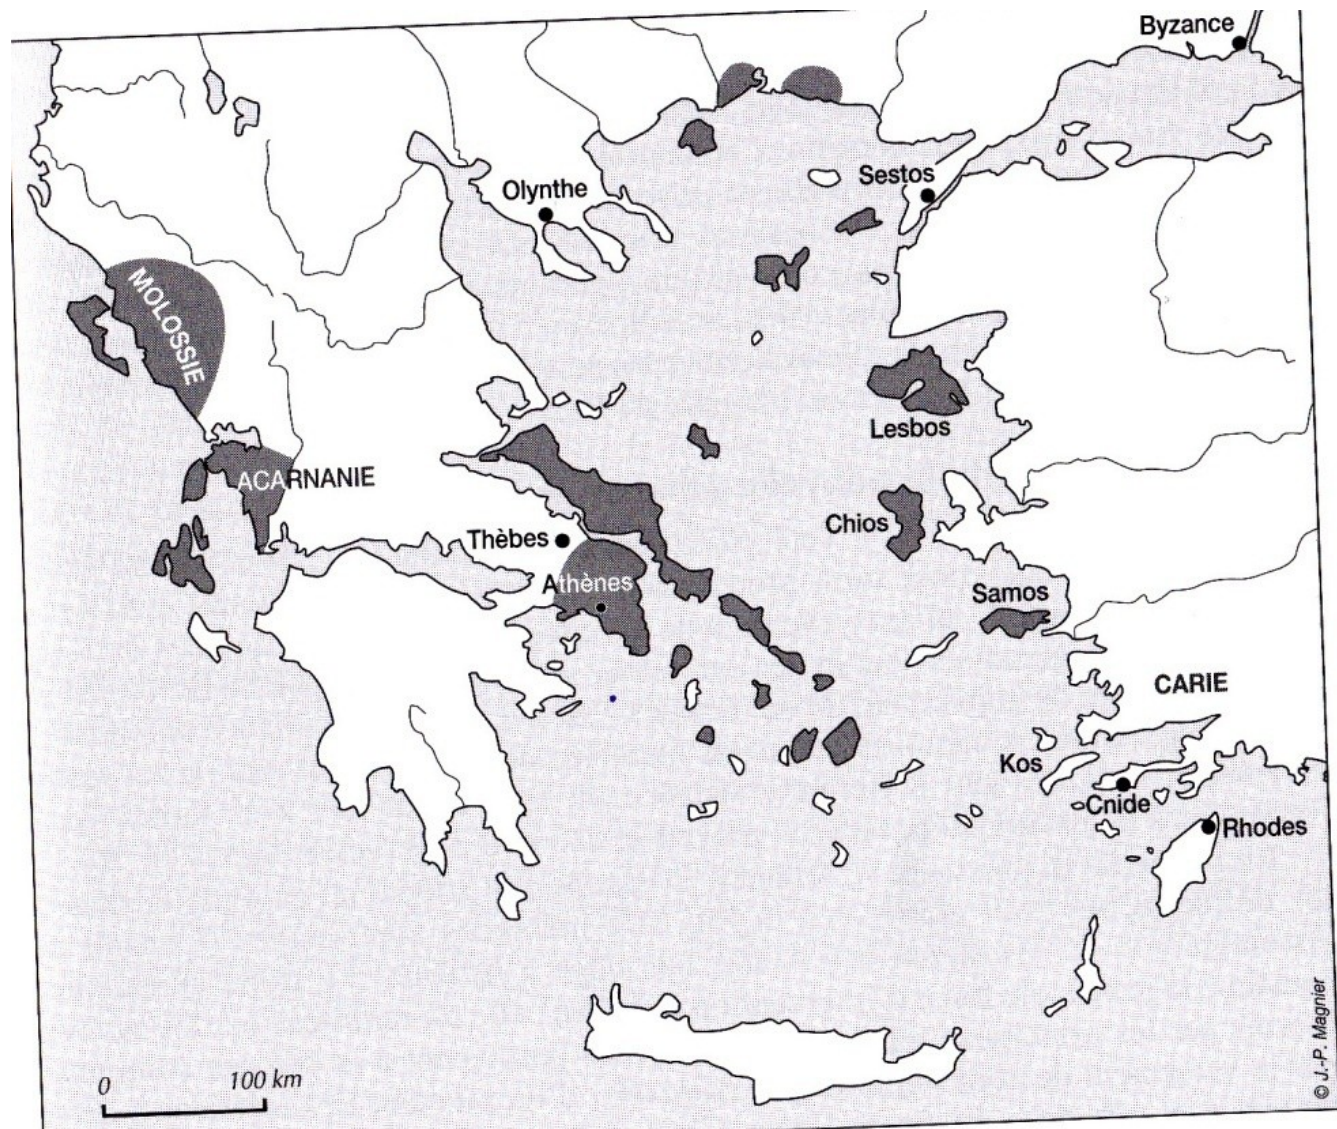 Byzance
Sestos
Olynthe
MOLOSSIE
Lesbos
ACARNANIE
Chios
Thèbes
Athènes
Samos
CARIE
Kos
Cnide
Rhodes
0 100 km
© J.-P. Magnier